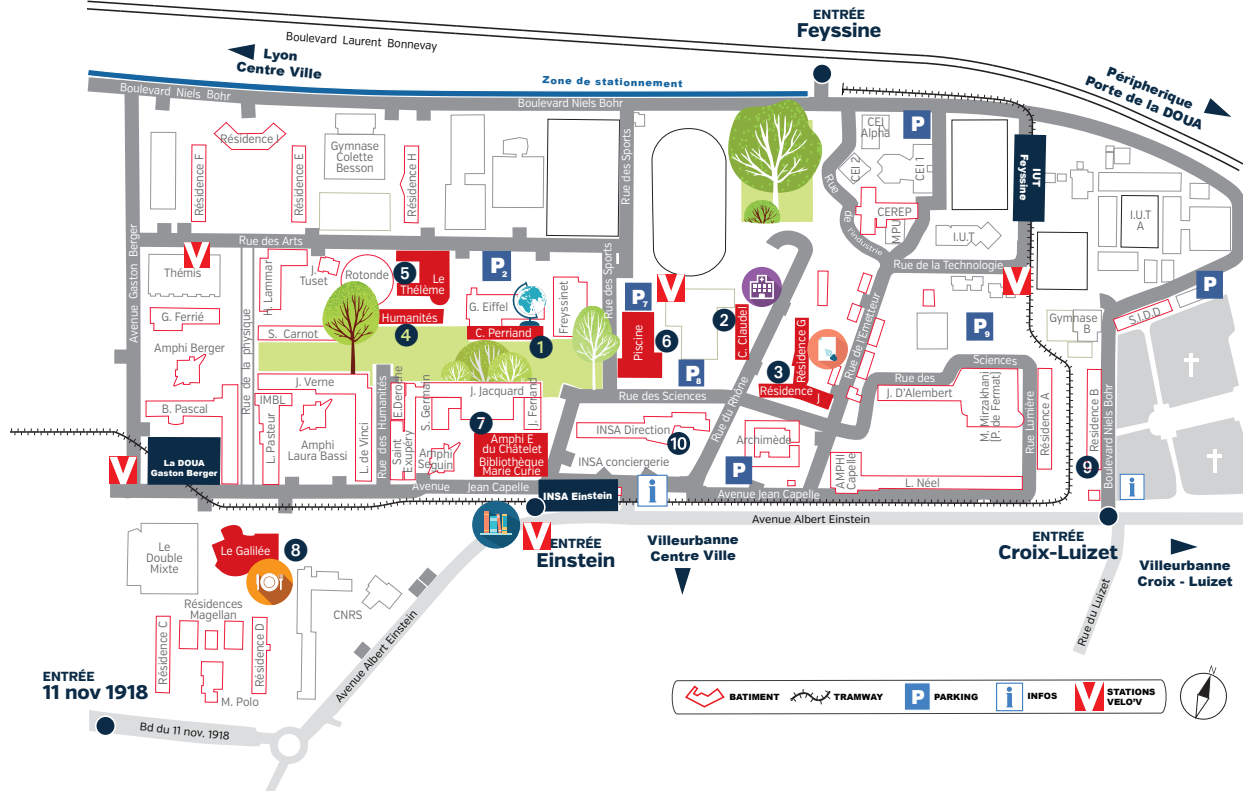 ENTRÉE
Feyssine
Boulevard Laurent Bonnevay
Lyon
Centre Ville
Zone de stationnement
Périphérique
Porte de la DOUA
Boulevard Niels Bohr
Boulevard Niels Bohr
Résidence I
Résidence F
Résidence E
Gymnase
Colette
Besson
Résidence H
Rue des Sports
CEI
Alpha
P
CEI 2
CEI 1
IUT
Feyssine
Rue
de
l'industrie
CEREP
MPU
I.U.T
I.U.T
A
Avenue Gaston Berger
Rue des Arts
V
Thémis
H. Lammar
J.
Tuset
Rotonde
5
Le
Thélème
P2
G. Eiffel
Freyssinet
Rue des Sports
P7
V
Rue de la Technologie
V
P
G. Ferrié
Humanités
4
C. Perriand
1
Piscine
6
2
C. Claudel
Résidence G
Rue de l'Emetteur
P9
Gymnase
B
S.I.D.D
Amphi Berger
Rue de la physique
S. Carnot
P8
3
Résidence J
Sciences
Rue des
J. Verne
J. Jacquard
Rue des Sciences
Rue du Rhône
J. D'Alembert
M. Mirzakhani
(P. de Fermat)
B. Pascal
IMBL
L. Pasteur
Amphi
Laura Bassi
L. de Vinci
Rue des Humanités
E.Deroche
Saint
Exupéry
S. Germain
7
J. Ferrand
Amphi
Seguin
Amphi E
du Châtelet
Bibliothèque
Marie Curie
INSA Direction
10
INSA conciergerie
Archimède
P
AMPHI
Capelle
L. Néel
Rue Lumière
Résidence A
Résidence B
Boulevard Niels Bohr
9
i
V
La DOUA
Gaston Berger
Avenue
Jean Capelle
INSA Einstein
i
Avenue Jean Capelle
Avenue Albert Einstein
V
ENTRÉE
Einstein
Villeurbanne
Centre Ville
ENTRÉE
Croix-Luizet
Villeurbanne
Croix - Luizet
Rue du Luizet
Le
Double
Mixte
Le Galilée
8
Résidences
Magellan
CNRS
Résidence C
Résidence D
M. Polo
Avenue Albert Einstein
ENTRÉE
11 nov 1918
Bd du 11 nov. 1918
BATIMENT
TRAMWAY
P
PARKING
i
INFOS
V
STATIONS
VELO'V
N